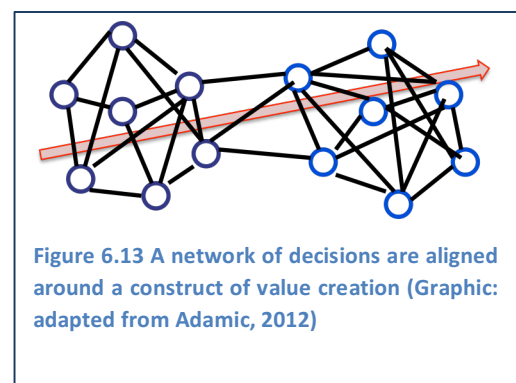 Figure 6.13 A network of decisions are aligned
around a construct of value creation (Graphic:
adapted from Adamic, 2012)